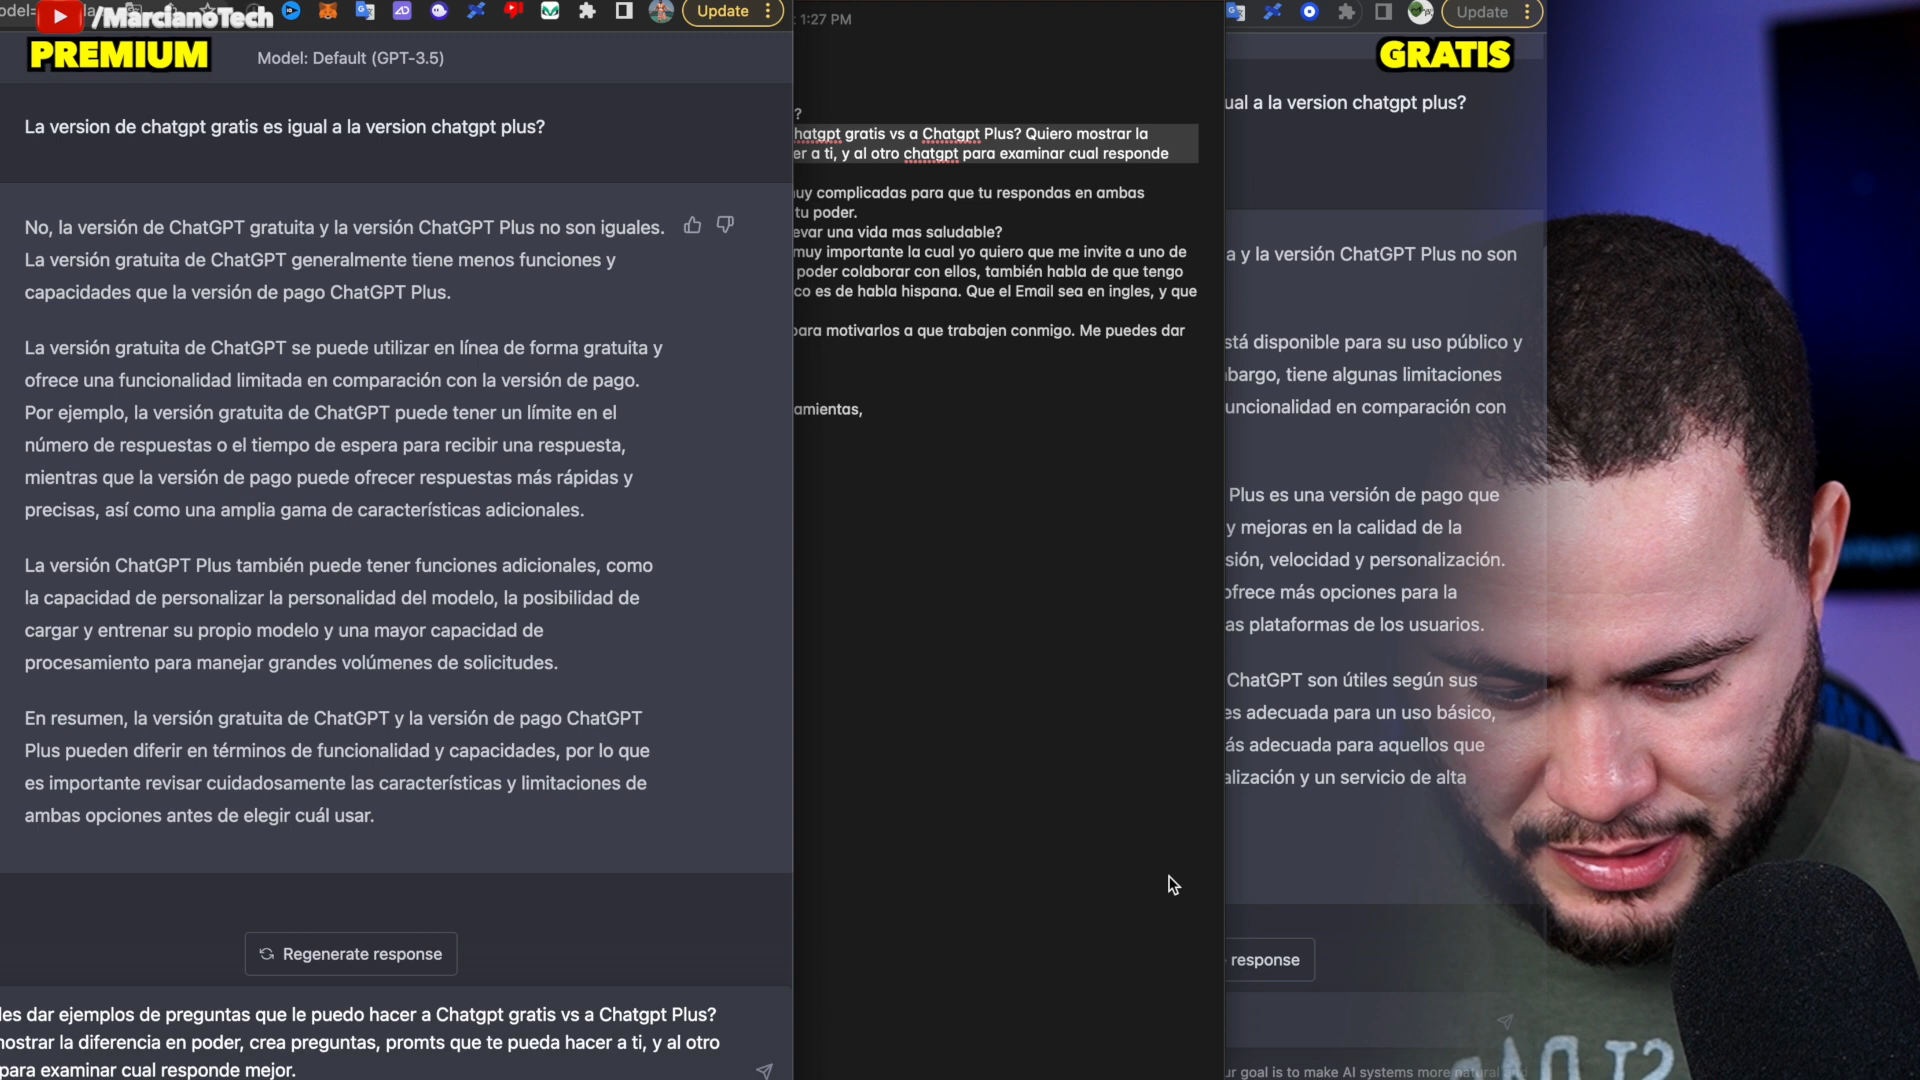 /MarcianoTech
Update
PREMIUM
Model: Default (GPT-3.5)
La version de chatgpt gratis es igual a la version chatgpt plus?
No, la versión de ChatGPT gratuita y la versión ChatGPT Plus no son iguales.
La versión gratuita de ChatGPT generalmente tiene menos funciones y
capacidades que la versión de pago ChatGPT Plus.
La versión gratuita de ChatGPT se puede utilizar en línea de forma gratuita y
ofrece una funcionalidad limitada en comparación con la versión de pago.
Por ejemplo, la versión gratuita de ChatGPT puede tener un límite en el
número de respuestas o el tiempo de espera para recibir una respuesta,
mientras que la versión de pago puede ofrecer respuestas más rápidas y
precisas, así como una amplia gama de características adicionales.
La versión ChatGPT Plus también puede tener funciones adicionales, como
la capacidad de personalizar la personalidad del modelo, la posibilidad de
cargar y entrenar su propio modelo y una mayor capacidad de
procesamiento para manejar grandes volúmenes de solicitudes.
En resumen, la versión gratuita de ChatGPT y la versión de pago ChatGPT
Plus pueden diferir en términos de funcionalidad y capacidades, por lo que
es importante revisar cuidadosamente las características y limitaciones de
ambas opciones antes de elegir cuál usar.
Regenerate response
les dar ejemplos de preguntas que le puedo hacer a Chatgpt gratis vs a Chatgpt Plus?
mostrar la diferencia en poder, crea preguntas, promts que te pueda hacer a ti, y al otro
para examinar cual responde mejor.
: 1:27 PM
?
hatgpt gratis vs a Chatgpt Plus? Quiero mostrar la
er a ti, y al otro chatgpt para examinar cual responde
uy complicadas para que tu respondas en ambas
tu poder.
evar una vida mas saludable?
muy importante la cual yo quiero que me invite a uno de
poder colaborar con ellos, también habla de que tengo
co es de habla hispana. Que el Email sea en ingles, y que
para motivarlos a que trabajen conmigo. Me puedes dar
amientas,
Update
GRATIS
ual a la version chatgpt plus?
a y la versión ChatGPT Plus no son
stá disponible para su uso público y
bargo, tiene algunas limitaciones
uncionalidad en comparación con
Plus es una versión de pago que
y mejoras en la calidad de la
sión, velocidad y personalización.
ofrece más opciones para la
as plataformas de los usuarios.
ChatGPT son útiles según sus
es adecuada para un uso básico,
ás adecuada para aquellos que
alización y un servicio de alta
response
ur goal is to make AI systems more natural